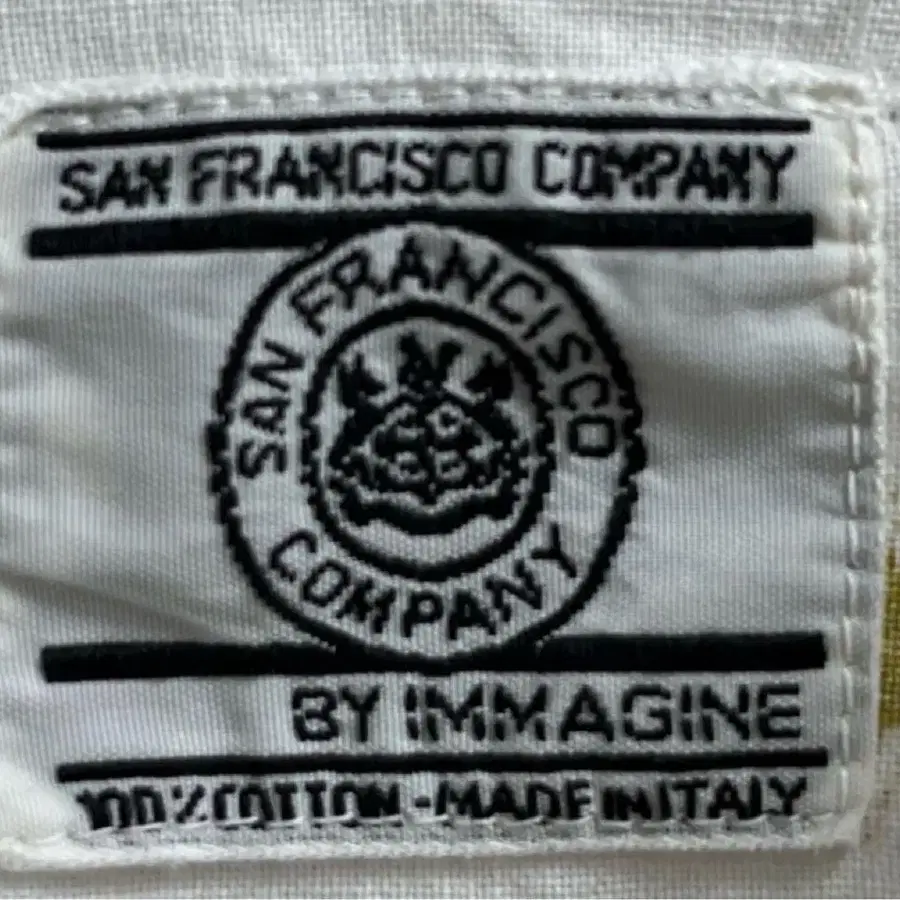 SAN FRANCISCO COMPANY
SAN FRANCISCO
COMPANY
BY IMMAGINE
100% COTTON - MADE IN ITALY